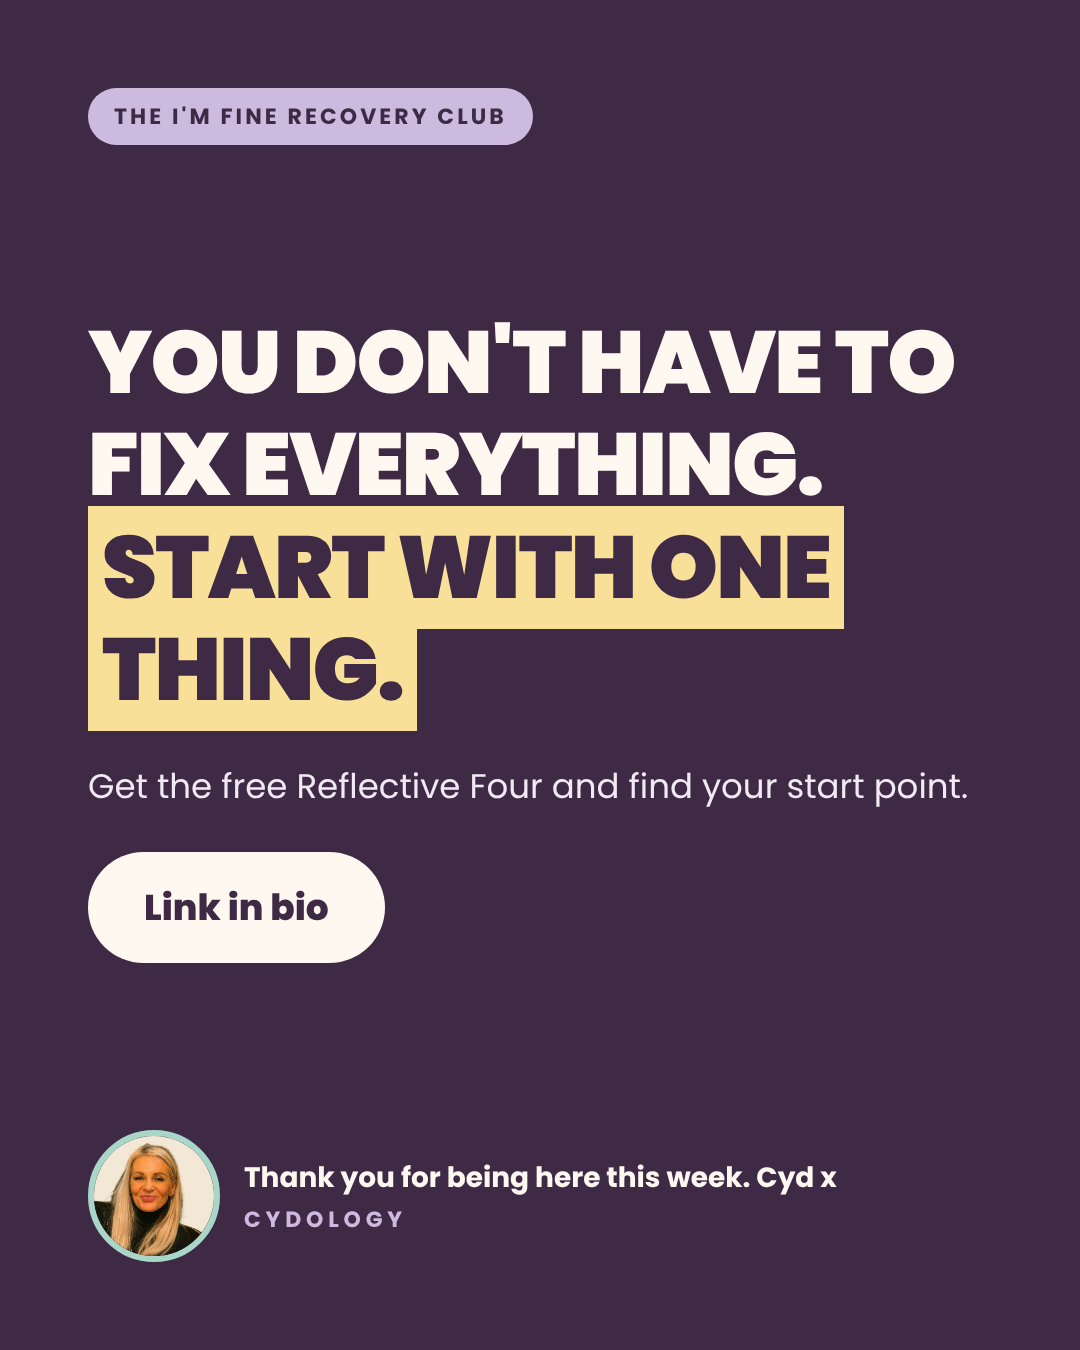 THE I'M FINE RECOVERY CLUB
YOU DON'T HAVE TO
FIX EVERYTHING.
START WITH ONE
THING.
Get the free Reflective Four and find your start point.
Link in bio
Thank you for being here this week. Cyd x
CYDOLOGY